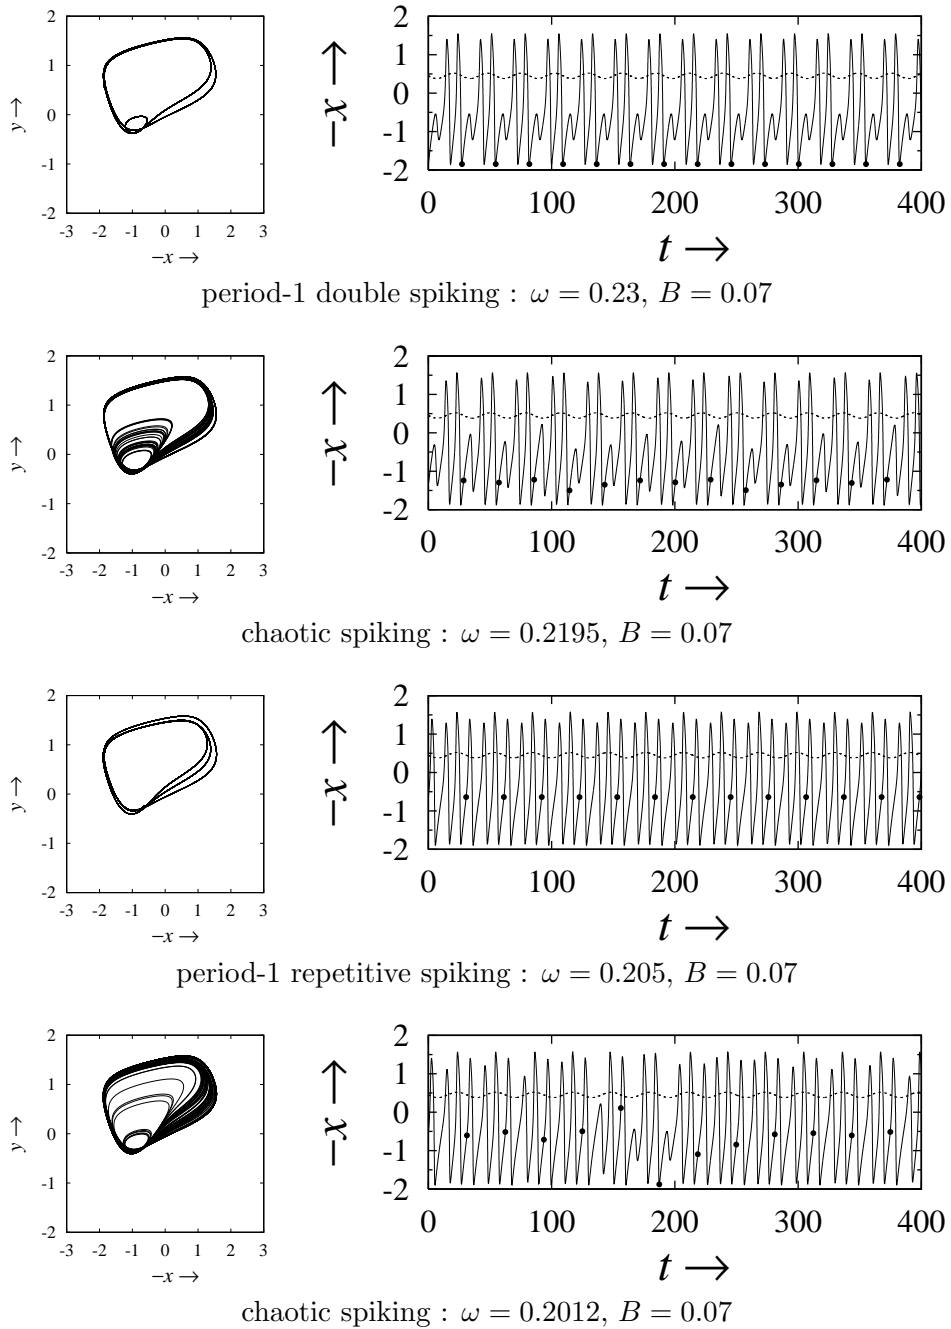 2
1
0
-1
-2
-3 -2 -1 0 1 2 3
y →
−x →
2
1
0
-1
-2
0 100 200 300 400
−x →
t →
period-1 double spiking : ω = 0.23, B = 0.07
2
1
0
-1
-2
-3 -2 -1 0 1 2 3
y →
−x →
2
1
0
-1
-2
0 100 200 300 400
−x →
t →
chaotic spiking : ω = 0.2195, B = 0.07
2
1
0
-1
-2
-3 -2 -1 0 1 2 3
y →
−x →
2
1
0
-1
-2
0 100 200 300 400
−x →
t →
period-1 repetitive spiking : ω = 0.205, B = 0.07
2
1
0
-1
-2
-3 -2 -1 0 1 2 3
y →
−x →
2
1
0
-1
-2
0 100 200 300 400
−x →
t →
chaotic spiking : ω = 0.2012, B = 0.07